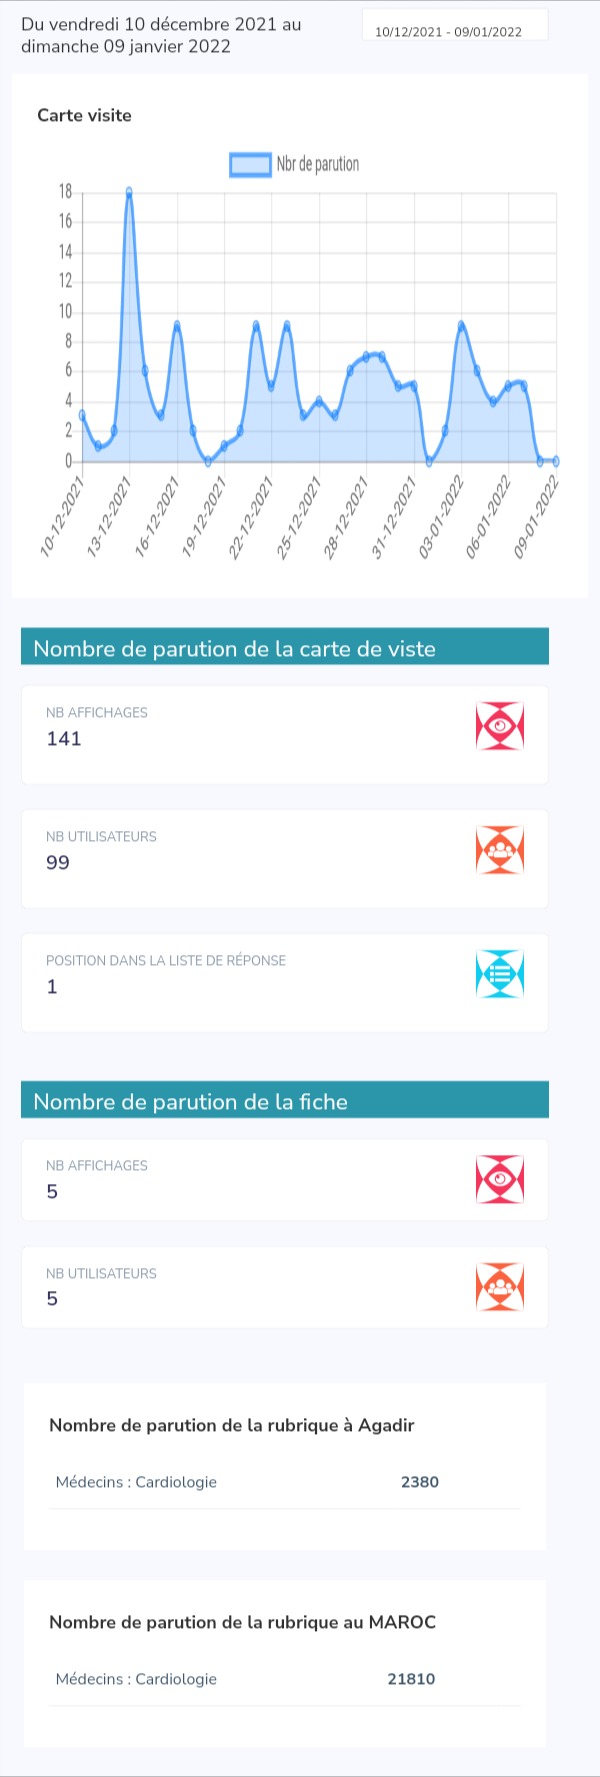 Du vendredi 10 décembre 2021 au
dimanche 09 janvier 2022
10/12/2021 - 09/01/2022
Carte visite
Nbr de parution
18
16
14
12
10
8
6
4
2
0
10-12-2021
13-12-2021
16-12-2021
19-12-2021
22-12-2021
25-12-2021
28-12-2021
31-12-2021
03-01-2022
06-01-2022
09-01-2022
Nombre de parution de la carte de viste
NB AFFICHAGES
141
NB UTILISATEURS
99
POSITION DANS LA LISTE DE RÉPONSE
1
Nombre de parution de la fiche
NB AFFICHAGES
5
NB UTILISATEURS
5
Nombre de parution de la rubrique à Agadir
Médecins : Cardiologie 2380
Nombre de parution de la rubrique au MAROC
Médecins : Cardiologie 21810